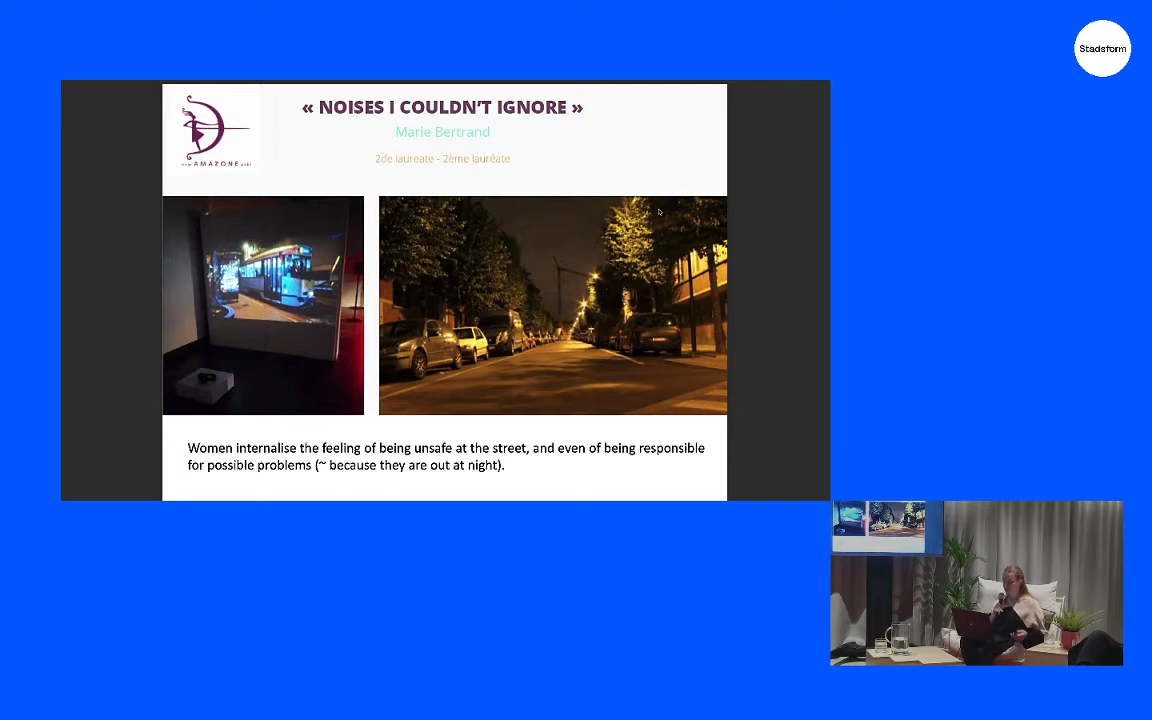 Stadsform
« NOISES I COULDN'T IGNORE »
Marie Bertrand
2de laureate - 2ème lauréate
AMAZONE
Women internalise the feeling of being unsafe at the street, and even of being responsible
for possible problems (~ because they are out at night).